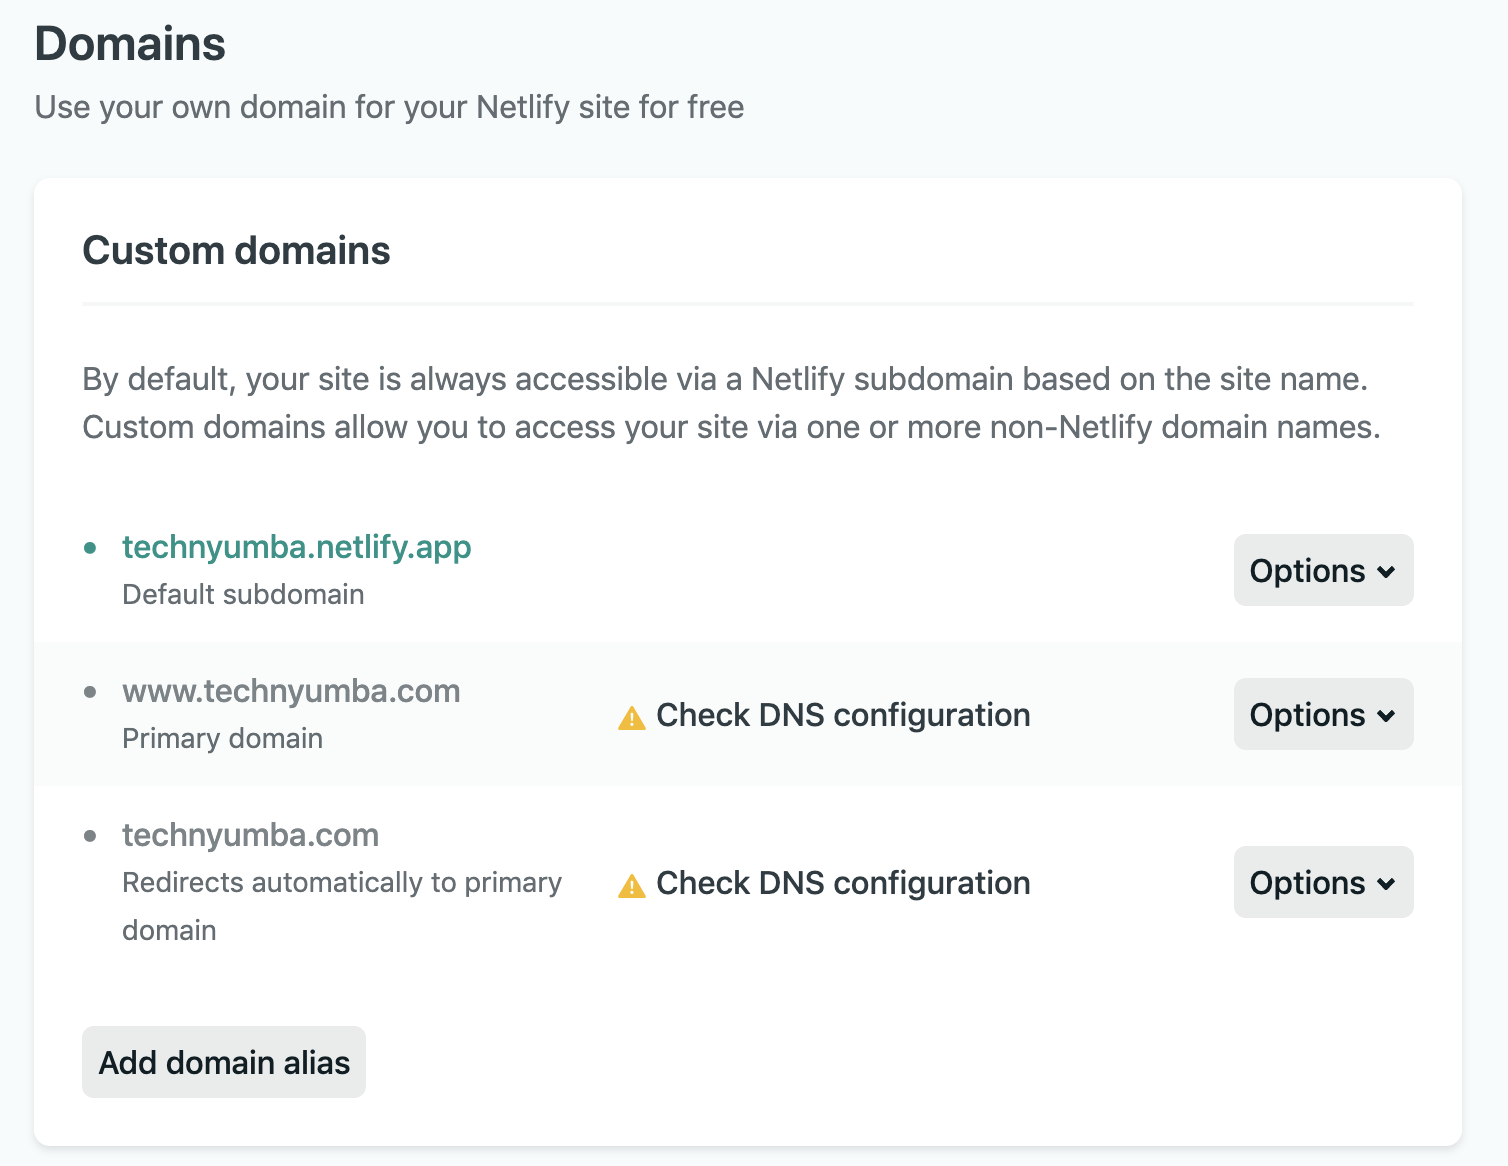 Domains
Use your own domain for your Netlify site for free
Custom domains
By default, your site is always accessible via a Netlify subdomain based on the site name.
Custom domains allow you to access your site via one or more non-Netlify domain names.
technyumba.netlify.app
Default subdomain
Options
www.technyumba.com
Primary domain
Check DNS configuration
Options
technyumba.com
Redirects automatically to primary
domain
Check DNS configuration
Options
Add domain alias